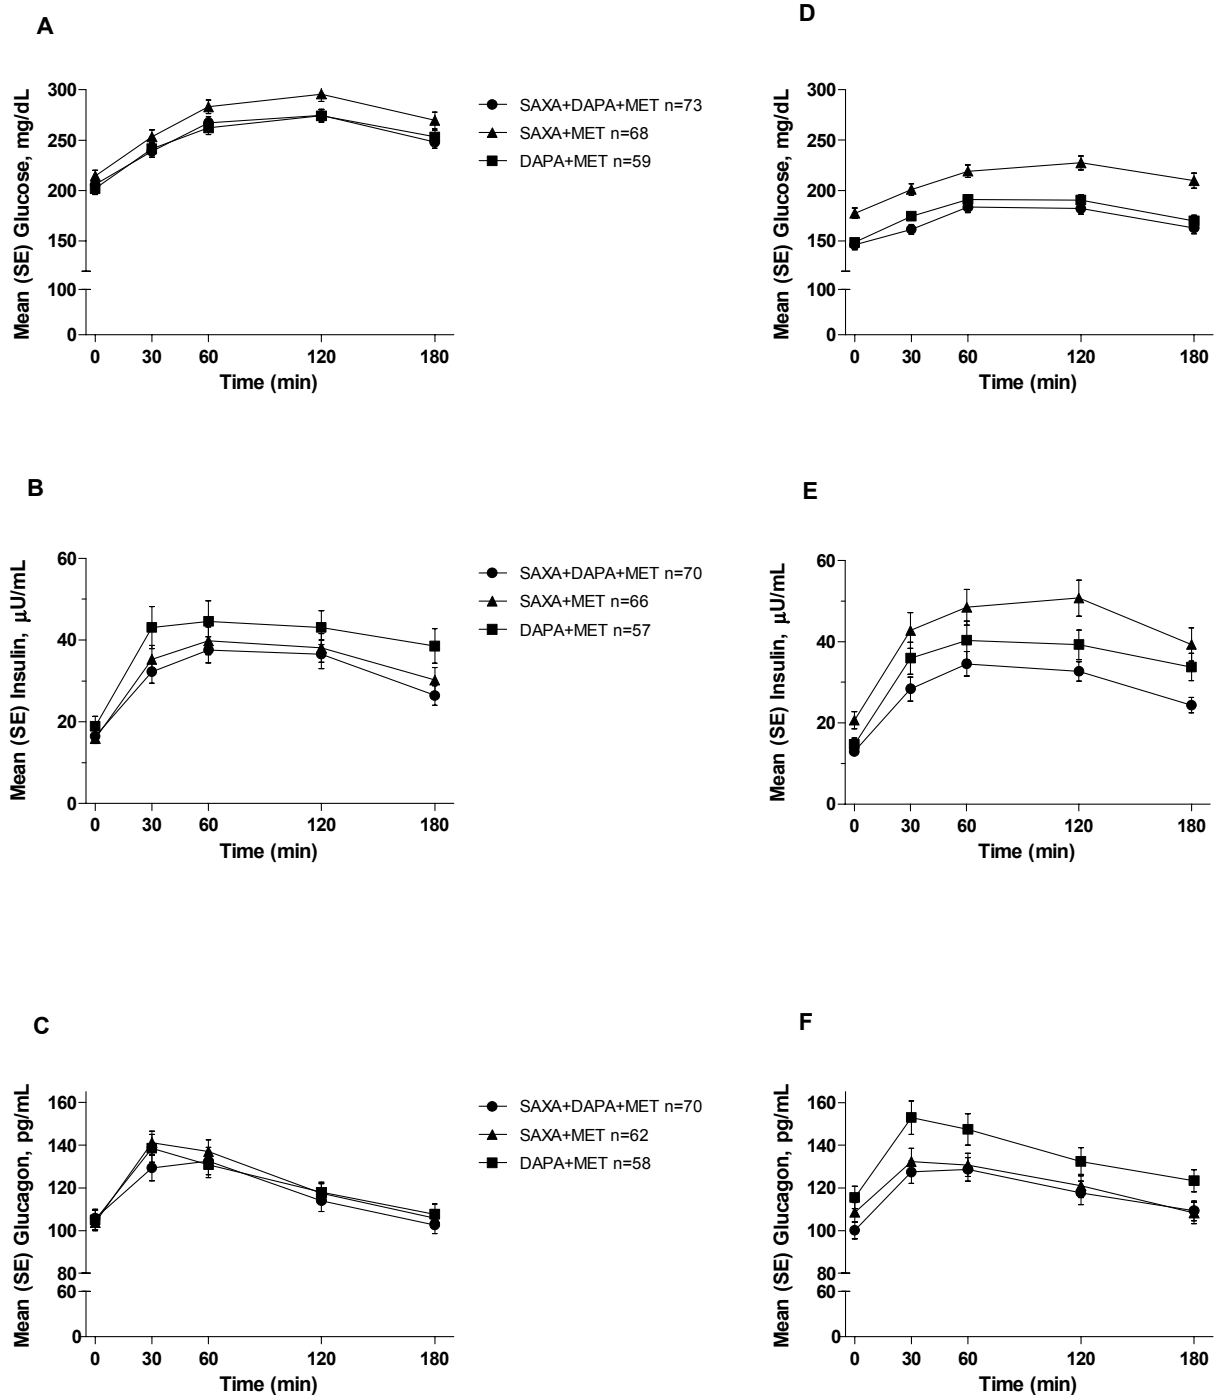 A
Mean (SE) Glucose, mg/dL
300
250
200
150
100
0
0 30 60 120 180
Time (min)
SAXA+DAPA+MET n=73
SAXA+MET n=68
DAPA+MET n=59
D
Mean (SE) Glucose, mg/dL
300
250
200
150
100
0
0 30 60 120 180
Time (min)
B
Mean (SE) Insulin, µU/mL
60
40
20
0
0 30 60 120 180
Time (min)
SAXA+DAPA+MET n=70
SAXA+MET n=66
DAPA+MET n=57
E
Mean (SE) Insulin, µU/mL
60
40
20
0
0 30 60 120 180
Time (min)
C
Mean (SE) Glucagon, pg/mL
160
140
120
100
80
60
0
0 30 60 120 180
Time (min)
SAXA+DAPA+MET n=70
SAXA+MET n=62
DAPA+MET n=58
F
Mean (SE) Glucagon, pg/mL
160
140
120
100
80
60
0
0 30 60 120 180
Time (min)